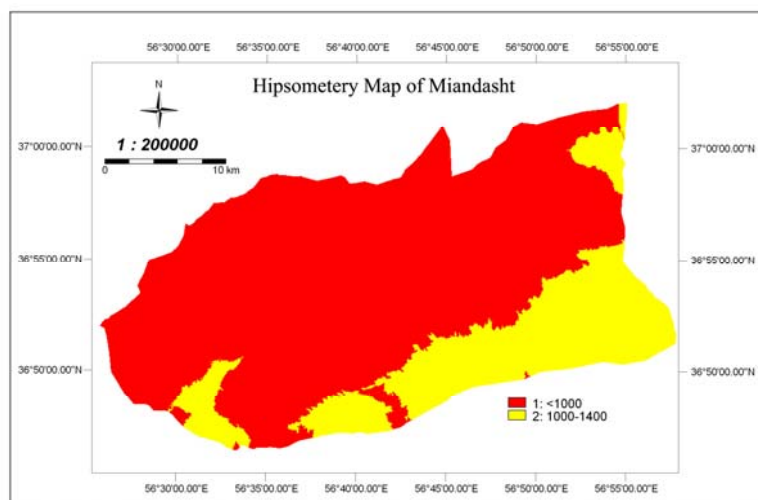 56°30'00.00"E 56°35'00.00"E 56°40'00.00"E 56°45'00.00"E 56°50'00.00"E 56°55'00.00"E
Hipsometery Map of Miandasht
N
1 : 200000
0 10 km
37°00'00.00"N 37°00'00.00"N
36°55'00.00"N 36°55'00.00"N
36°50'00.00"N 36°50'00.00"N
1: <1000
2: 1000-1400
56°30'00.00"E 56°35'00.00"E 56°40'00.00"E 56°45'00.00"E 56°50'00.00"E 56°55'00.00"E